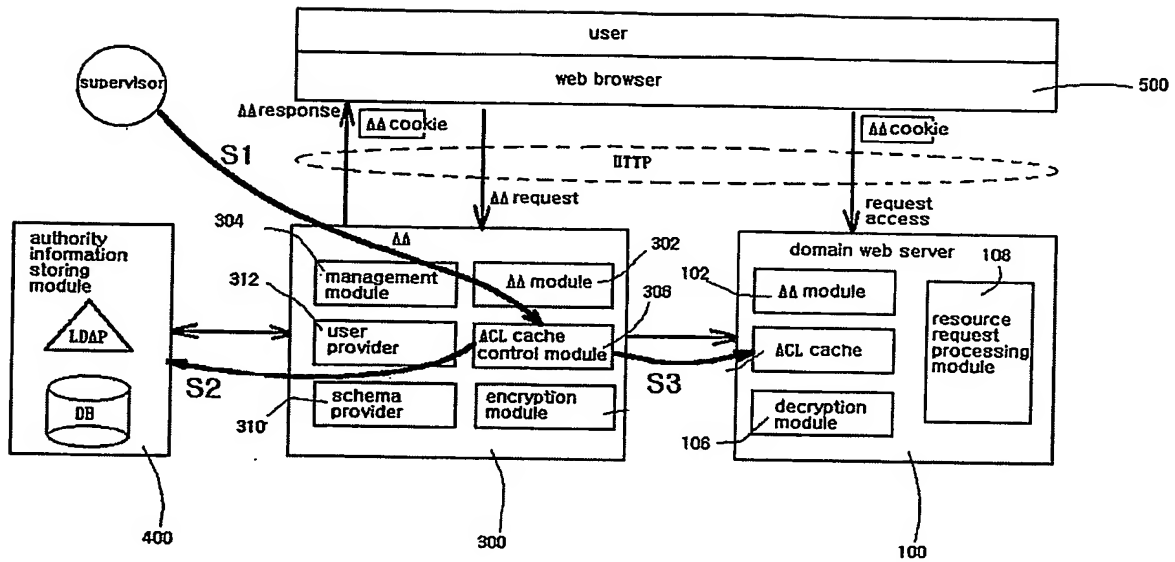 user
web browser
500
supervisor
AA response
AA cookie
AA cookie
S1
HTTP
AA request
request
access
304
authority
information
storing
module
LDAP
DB
AA
302
management
module
AA module
312
308
user
provider
ACL cache
control module
S2
S3
schema
provider
310
encryption
module
domain web server
108
102
AA module
resource
request
processing
module
ACL cache
decryption
module
106
400
300
100